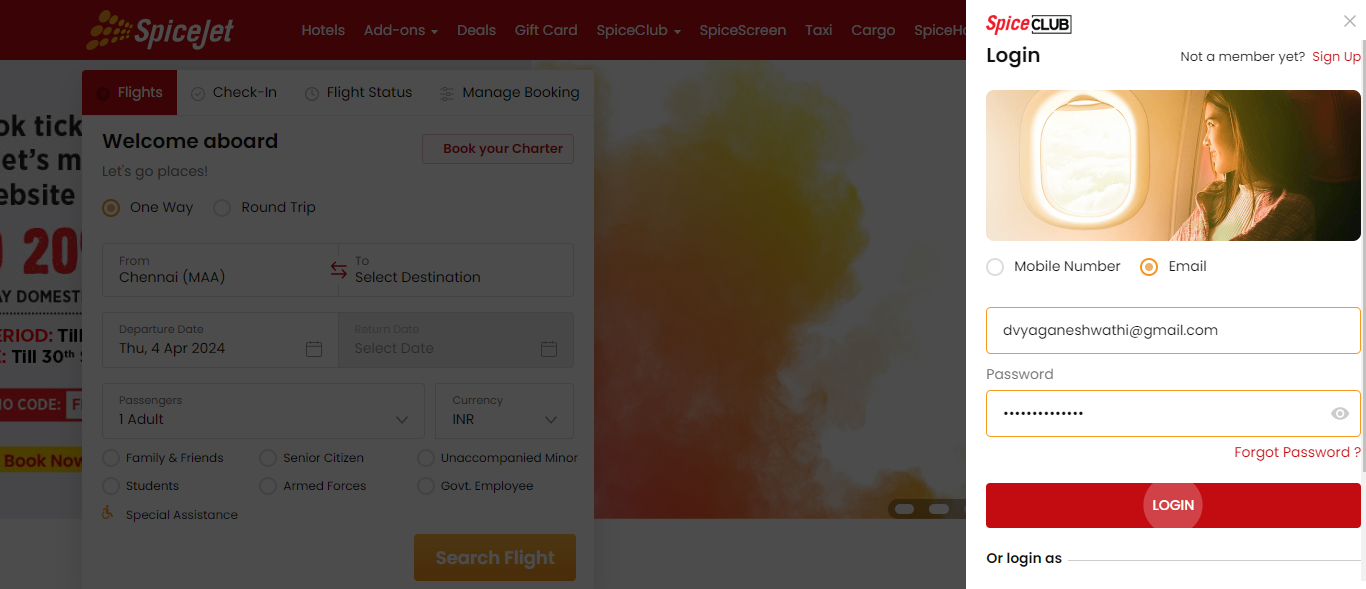 SpiceJet
Hotels Add-ons Deals Gift Card SpiceClub SpiceScreen Taxi Cargo
Flights Check-In Flight Status Manage Booking
Welcome aboard
Book your Charter
Let's go places!
One Way Round Trip
From
Chennai (MAA)
To
Select Destination
Departure Date
Thu, 4 Apr 2024
Return Date
Select Date
Passengers
1 Adult
Currency
INR
Family & Friends Senior Citizen Unaccompanied Minor
Students Armed Forces Govt. Employee
Special Assistance
Search Flight
ok tick
et's m
ebsite
20
AY DOMEST
ERIOD: Till
E: Till 30th
O CODE:
Book Now
SpiceCLUB
Login
Not a member yet? Sign Up
Mobile Number Email
dvyaganeshwathi@gmail.com
Password
••••••••••••••
Forgot Password ?
LOGIN
Or login as